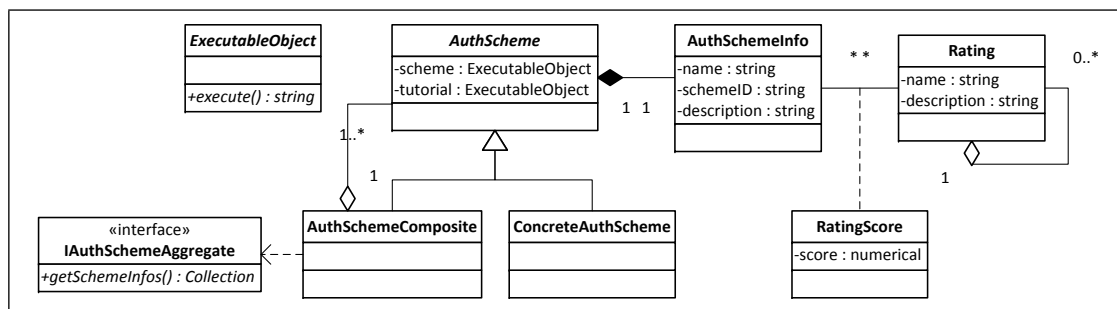 ExecutableObject
+execute() : string
AuthScheme
-scheme : ExecutableObject
-tutorial : ExecutableObject
1 1
AuthSchemeInfo
-name : string
-schemeID : string
-description : string
* *
Rating
-name : string
-description : string
0..*
1
1..*
1
«interface»
IAuthSchemeAggregate
+getSchemeInfos() : Collection
AuthSchemeComposite
ConcreteAuthScheme
RatingScore
-score : numerical